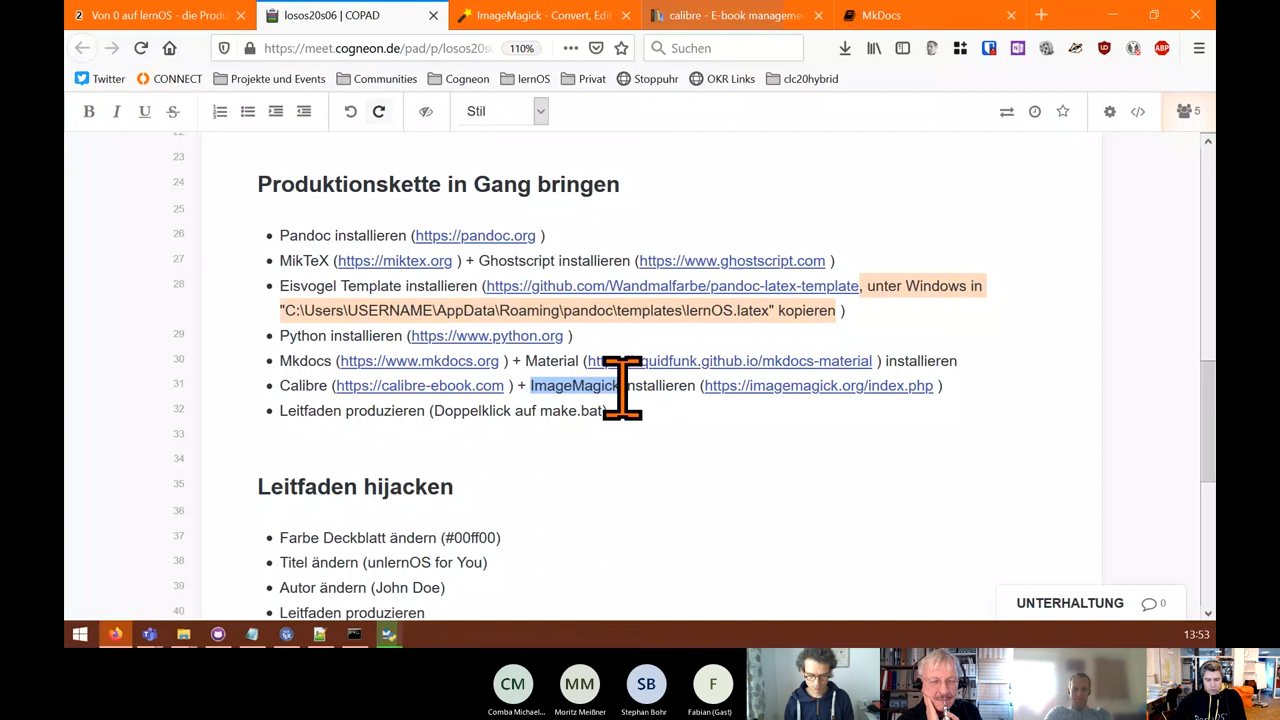 Von 0 auf lernOS - die Produ
losos20s06 | COPAD
ImageMagick - Convert, Edi
calibre - E-book manageme
MkDocs
https://meet.cogneon.de/pad/p/losos20s
110%
Suchen
Twitter
CONNECT
Projekte und Events
Communities
Cogneon
lernOS
Privat
Stoppuhr
OKR Links
clc20hybrid
B I U S
Stil
5
23
24 Produktionskette in Gang bringen
25
26 Pandoc installieren (https://pandoc.org )
27 MikTeX (https://miktex.org ) + Ghostscript installieren (https://www.ghostscript.com )
28 Eisvogel Template installieren (https://github.com/Wandmalfarbe/pandoc-latex-template, unter Windows in
"C:\Users\USERNAME\AppData\Roaming\pandoc\templates\lernOS.latex" kopieren )
29 Python installieren (https://www.python.org )
30 Mkdocs (https://www.mkdocs.org ) + Material ( quidfunk.github.io/mkdocs-material ) installieren
31 Calibre (https://calibre-ebook.com ) + ImageMagick installieren (https://imagemagick.org/index.php )
32 Leitfaden produzieren (Doppelklick auf make.bat)
33
34
35 Leitfaden hijacken
36
37 Farbe Deckblatt ändern (#00ff00)
38 Titel ändern (unlernOS for You)
39 Autor ändern (John Doe)
40 Leitfaden produzieren
UNTERHALTUNG 0
13:53
CM
MM
SB
F
Comba Michael...
Moritz Meißner
Stephan Bohr
Fabian (Gast)